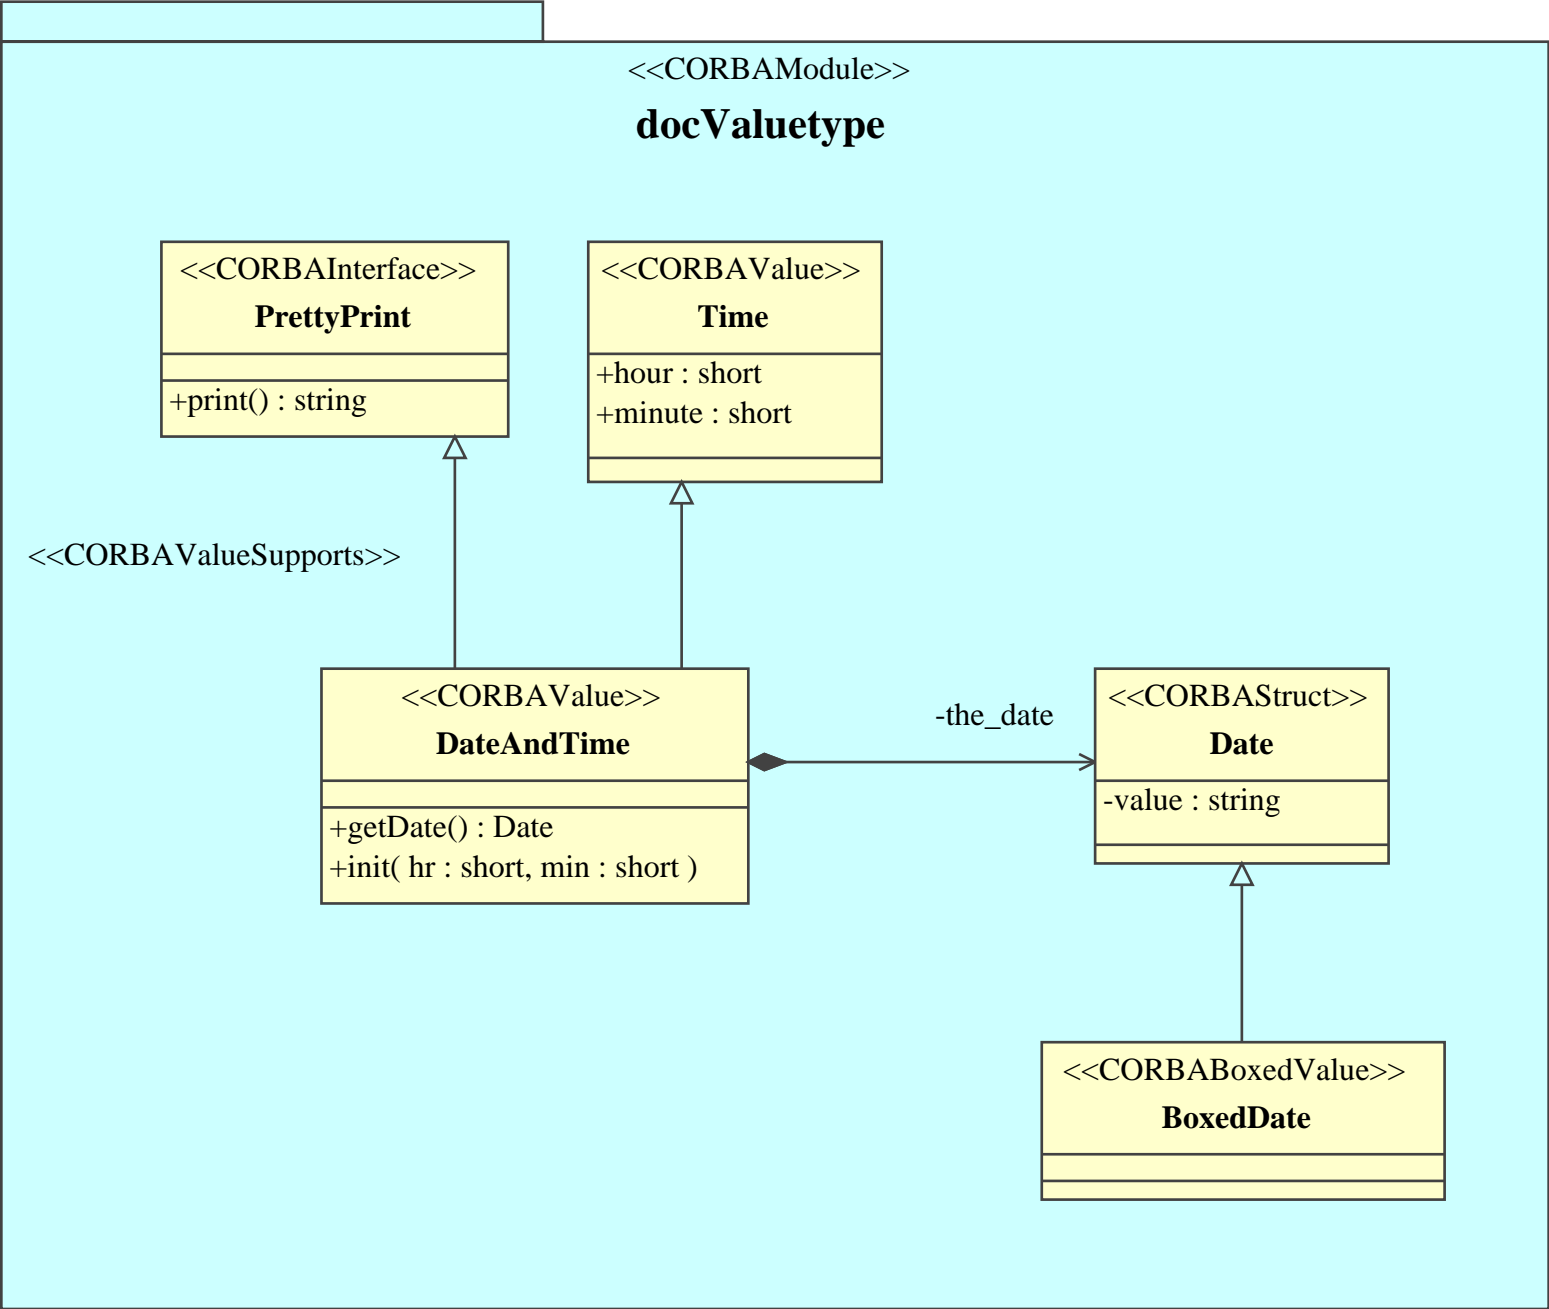 <<CORBAModule>>
docValuetype
<<CORBAInterface>>
PrettyPrint
+print() : string
<<CORBAValue>>
Time
+hour : short
+minute : short
<<CORBAValueSupports>>
<<CORBAValue>>
DateAndTime
+getDate() : Date
+init( hr : short, min : short )
-the_date
<<CORBAStruct>>
Date
-value : string
<<CORBABoxedValue>>
BoxedDate